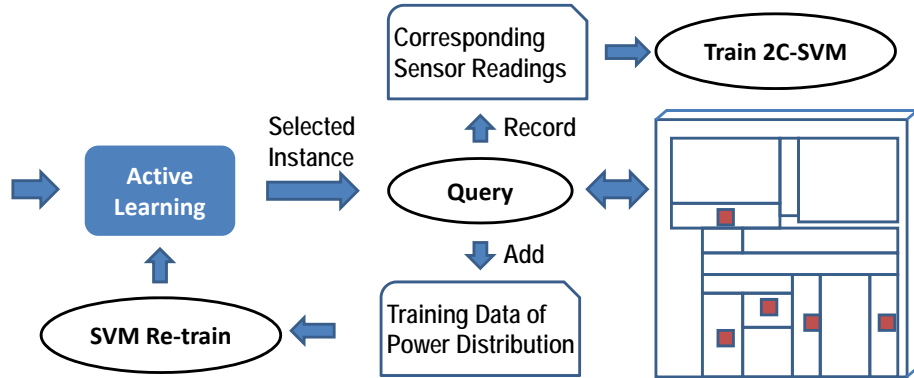 Corresponding
Sensor Readings
Train 2C-SVM
Selected
Instance
Record
Active
Learning
Query
Add
SVM Re-train
Training Data of
Power Distribution